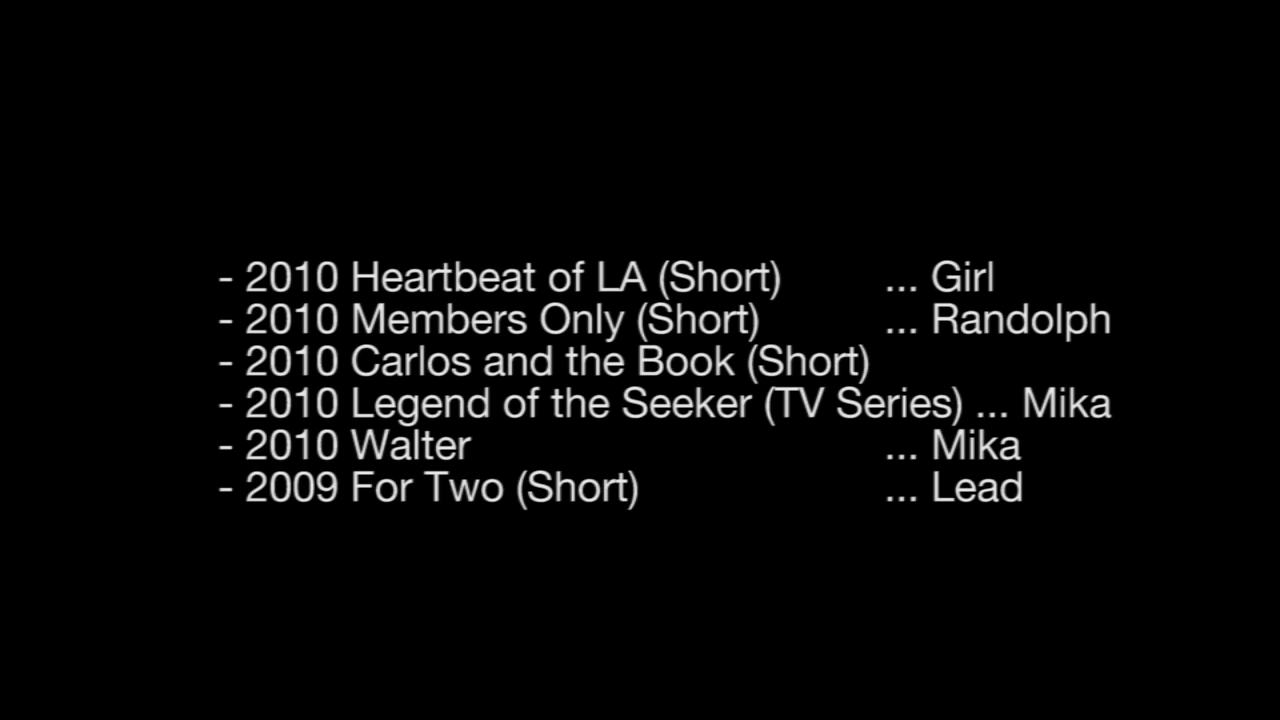 - 2010 Heartbeat of LA (Short) ... Girl
- 2010 Members Only (Short) ... Randolph
- 2010 Carlos and the Book (Short)
- 2010 Legend of the Seeker (TV Series) ... Mika
- 2010 Walter ... Mika
- 2009 For Two (Short) ... Lead